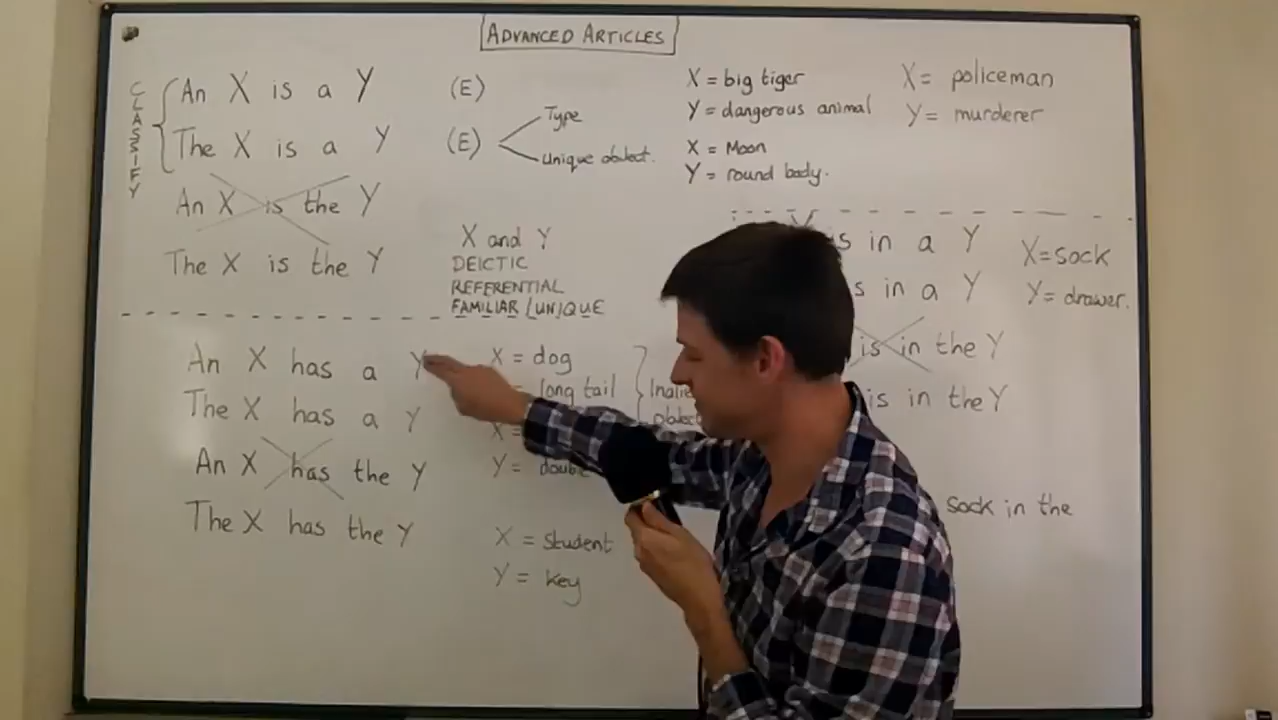 ADVANCED ARTICLES
CLASSIFY
An X is a Y (E)
The X is a Y (E)
Type
Unique object.
An X is the Y
The X is the Y
X and Y
DEICTIC
REFERENTIAL
FAMILIAR / UNIQUE
X = big tiger
Y = dangerous animal
X = Moon
Y = round body.
X = policeman
Y = murderer
An X has a Y
The X has a Y
An X has the Y
The X has the Y
X = dog
= long tail
X =
Y =
X = student
Y = key
is in a Y
s in a Y
is in the Y
is in the Y
X = sock
Y = drawer.
sock in the